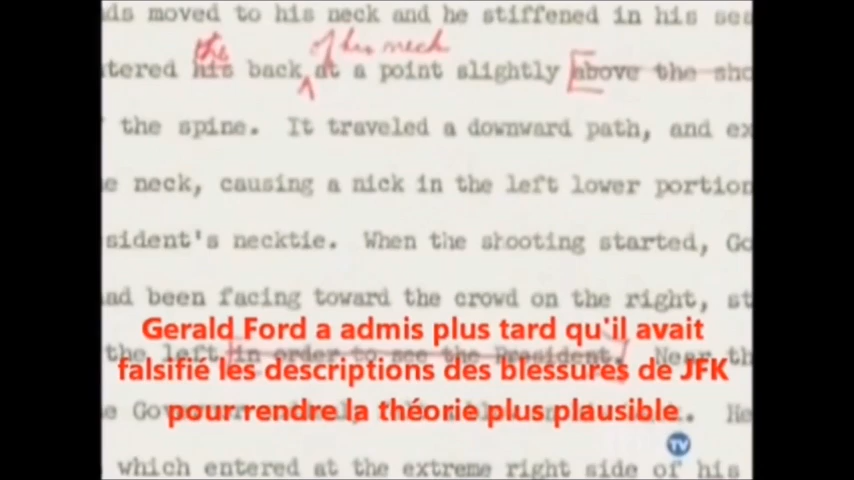 ds moved to his neck and he stiffened in his sea
the of his neck
tered his back at a point slightly above the sho
the spine. It traveled a downward path, and ex
e neck, causing a nick in the left lower portion
sident's necktie. When the shooting started, Go
ad been facing toward the crowd on the right, st
Gerald Ford a admis plus tard qu'il avait
the left in order to see the President. Near th
falsifié les descriptions des blessures de JFK
pour rendre la théorie plus plausible
e Governor . He
TV
which entered at the extreme right side of his